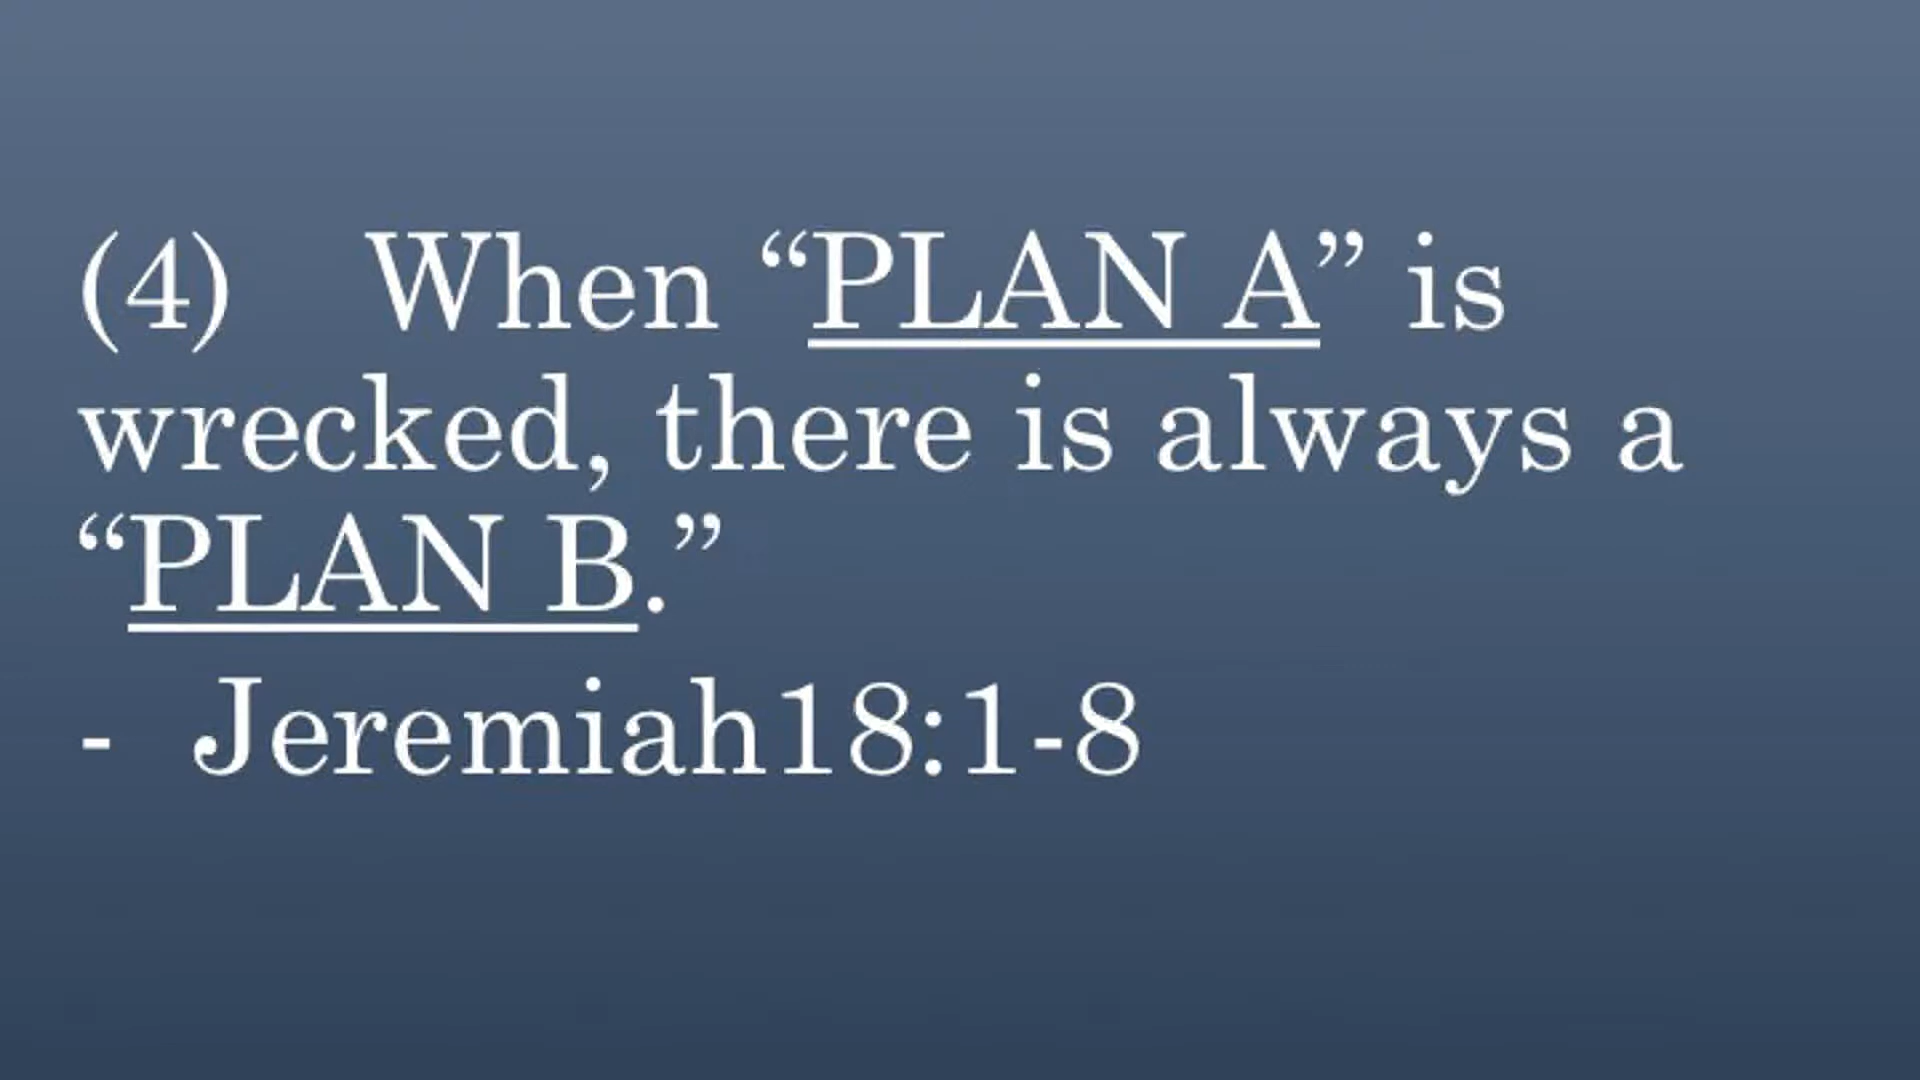 (4) When “PLAN A” is
wrecked, there is always a
“PLAN B.”
- Jeremiah18:1-8